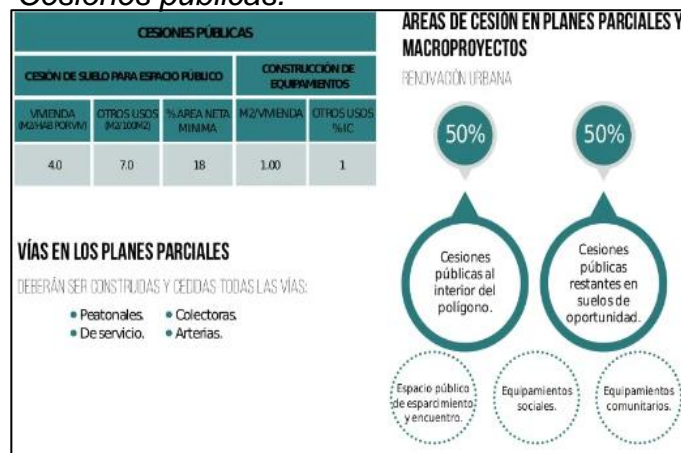 Cesiones públicas.
CESIONES PÚBLICAS
CESIÓN DE SUELO PARA ESPACIO PÚBLICO
CONSTRUCCIÓN DE
EQUIPAMIENTOS
VIVIENDA
(M2/HAB POR VIV)
OTROS USOS
(M2/100M2)
% AREA NETA
MINIMA
M2/VIVIENDA
OTROS USOS
% IC
4.0
7.0
18
1.00
1
VÍAS EN LOS PLANES PARCIALES
DEBERÁN SER CONSTRUIDAS Y CEDIDAS TODAS LAS VÍAS:
• Peatonales.
• De servicio.
• Colectoras.
• Arterias.
ÁREAS DE CESIÓN EN PLANES PARCIALES Y
MACROPROYECTOS
RENOVACIÓN URBANA
50%
50%
Cesiones
públicas al
interior del
polígono.
Cesiones
públicas
restantes en
suelos de
oportunidad.
Espacio público
de esparcimiento
y encuentro.
Equipamientos
sociales.
Equipamientos
comunitarios.